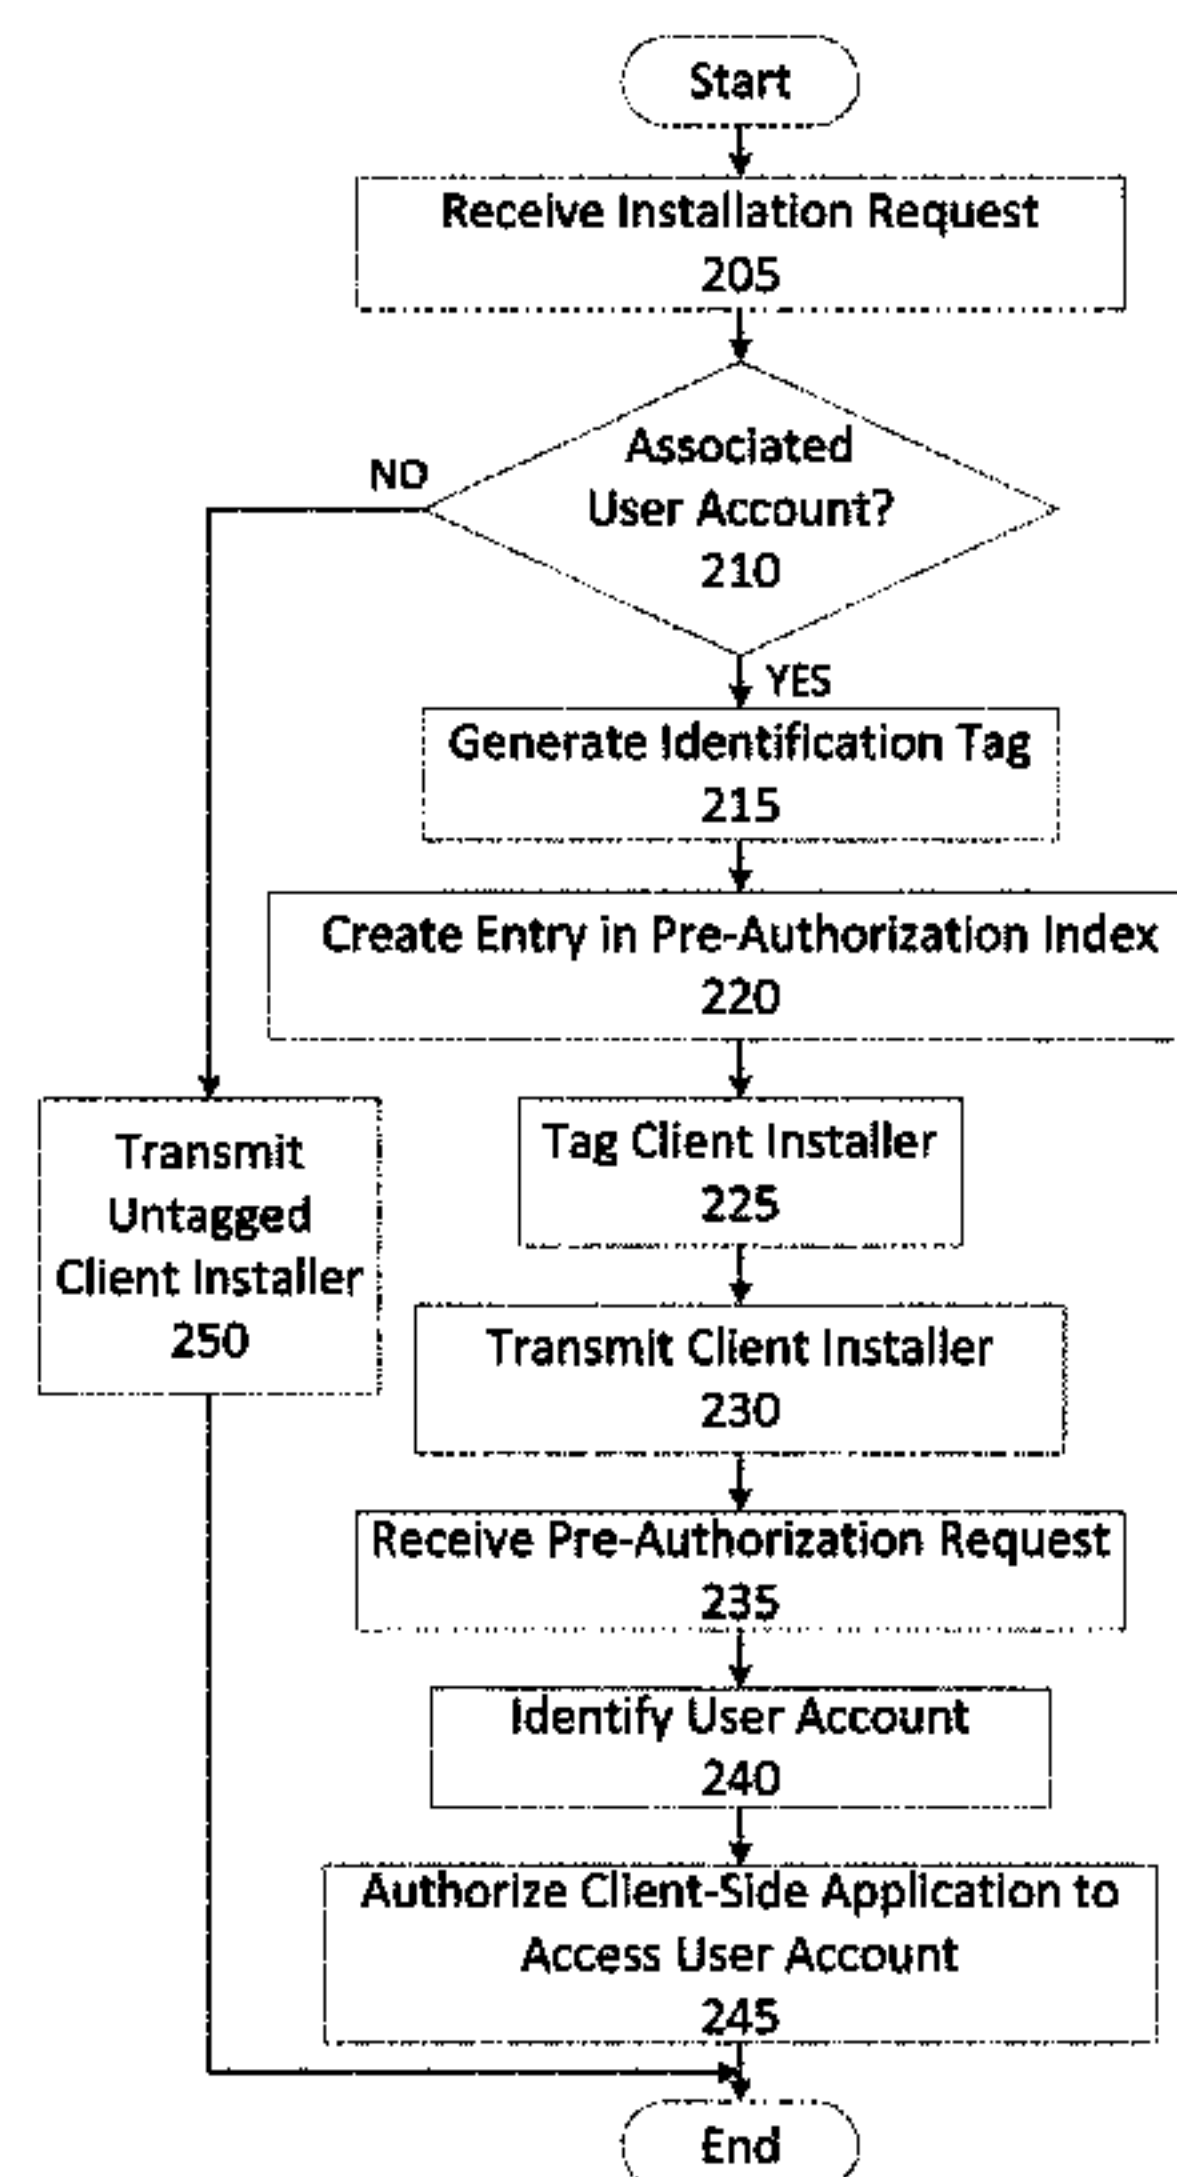 Start
Receive Installation Request
205
Associated
User Account?
210
NO
YES
Generate Identification Tag
215
Create Entry in Pre-Authorization Index
220
Tag Client Installer
225
Transmit
Untagged
Client Installer
250
Transmit Client Installer
230
Receive Pre-Authorization Request
235
Identify User Account
240
Authorize Client-Side Application to
Access User Account
245
End